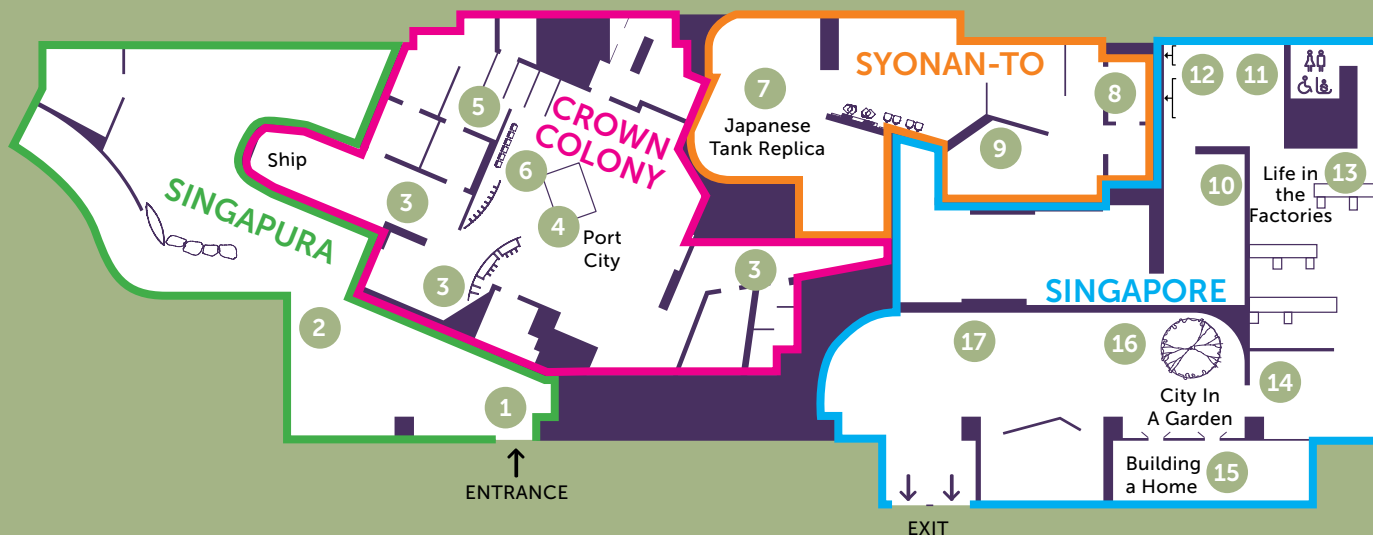 SINGAPURA
Ship
1
2
ENTRANCE
CROWN
COLONY
3
3
3
4
Port
City
5
6
SYONAN-TO
7
Japanese
Tank Replica
8
9
SINGAPORE
10
11
12
13
Life in
the
Factories
14
15
Building
a Home
16
City In
A Garden
17
EXIT